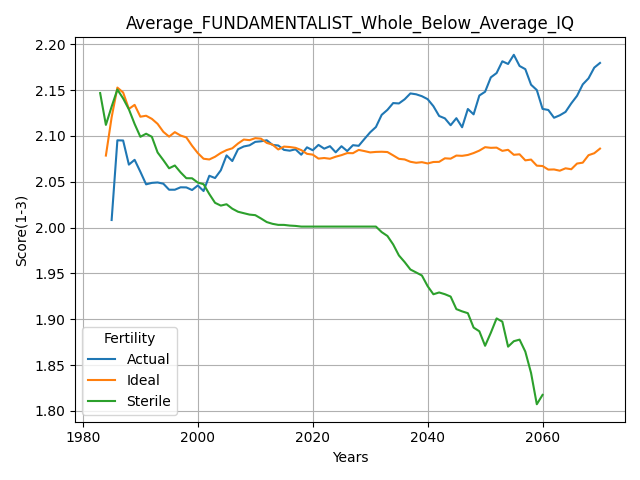 Average_FUNDAMENTALIST_Whole_Below_Average_IQ
2.20
2.15
2.10
2.05
2.00
1.95
1.90
1.85
1.80
Score(1-3)
Fertility
Actual
Ideal
Sterile
1980 2000 2020 2040 2060
Years